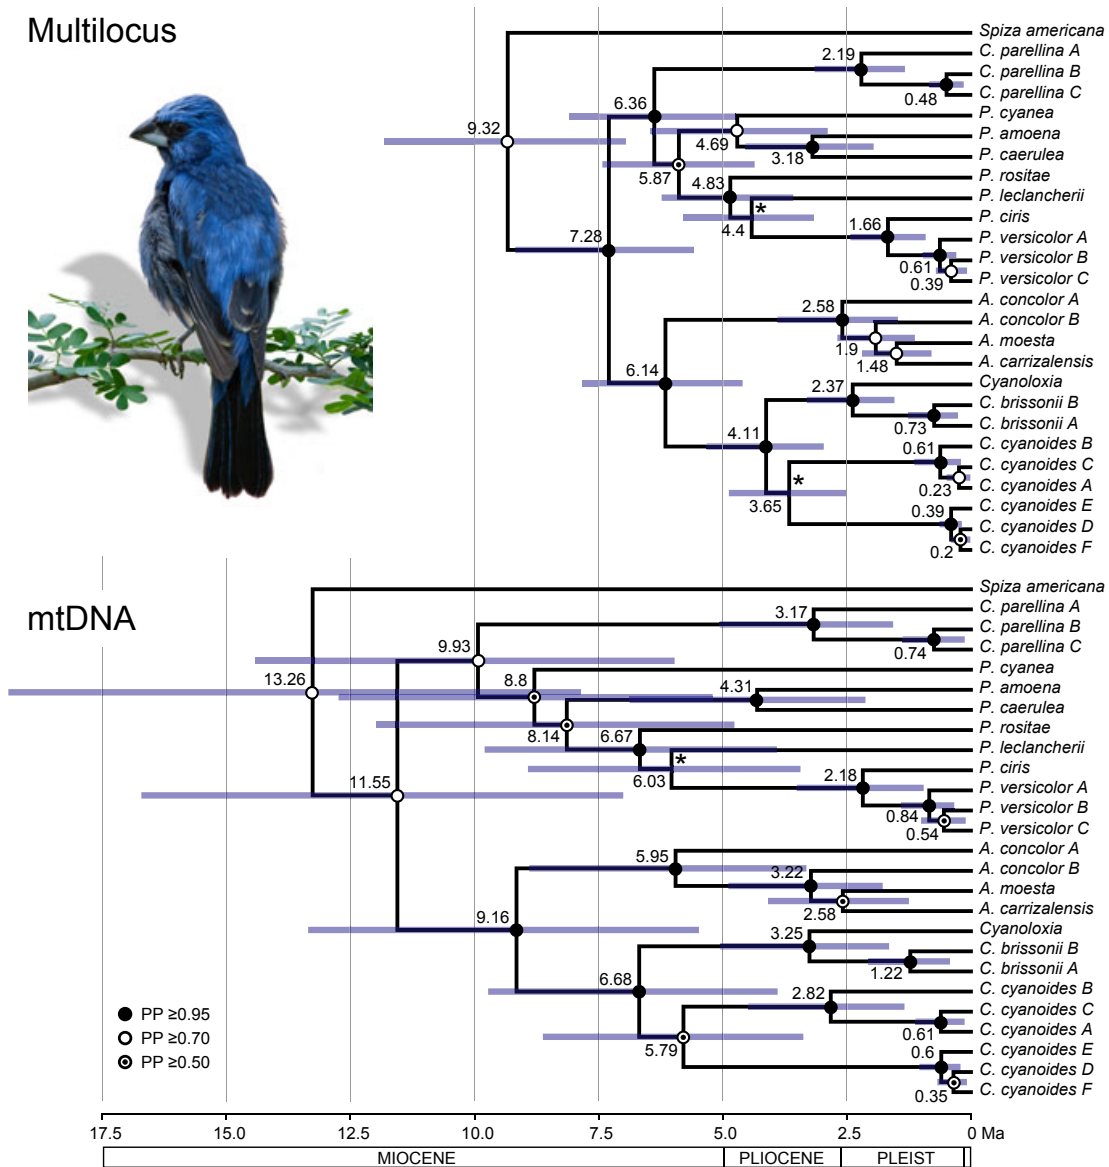 Multilocus
Spiza americana
C. parellina A
2.19
C. parellina B
0.48
C. parellina C
6.36
P. cyanea
9.32
4.69
P. amoena
3.18
P. caerulea
5.87
4.83
P. rositae
P. leclancherii
*
4.4
P. ciris
1.66
P. versicolor A
7.28
0.61
P. versicolor B
0.39
P. versicolor C
A. concolor A
2.58
A. concolor B
1.9
A. moesta
1.48
A. carrizalensis
6.14
Cyanoloxia
2.37
C. brissonii B
0.73
C. brissonii A
4.11
C. cyanoides B
0.61
C. cyanoides C
*
0.23
C. cyanoides A
3.65
C. cyanoides E
0.39
C. cyanoides D
0.2
C. cyanoides F
mtDNA
Spiza americana
C. parellina A
3.17
C. parellina B
0.74
C. parellina C
9.93
P. cyanea
13.26
8.8
P. amoena
4.31
P. caerulea
8.14
P. rositae
6.67
P. leclancherii
*
6.03
P. ciris
2.18
P. versicolor A
11.55
0.84
P. versicolor B
0.54
P. versicolor C
A. concolor A
5.95
A. concolor B
3.22
A. moesta
2.58
A. carrizalensis
9.16
Cyanoloxia
3.25
C. brissonii B
1.22
C. brissonii A
6.68
C. cyanoides B
2.82
C. cyanoides C
0.61
C. cyanoides A
5.79
C. cyanoides E
0.6
C. cyanoides D
0.35
C. cyanoides F
PP ≥0.95
PP ≥0.70
PP ≥0.50
17.5 15.0 12.5 10.0 7.5 5.0 2.5 0 Ma
MIOCENE PLIOCENE PLEIST